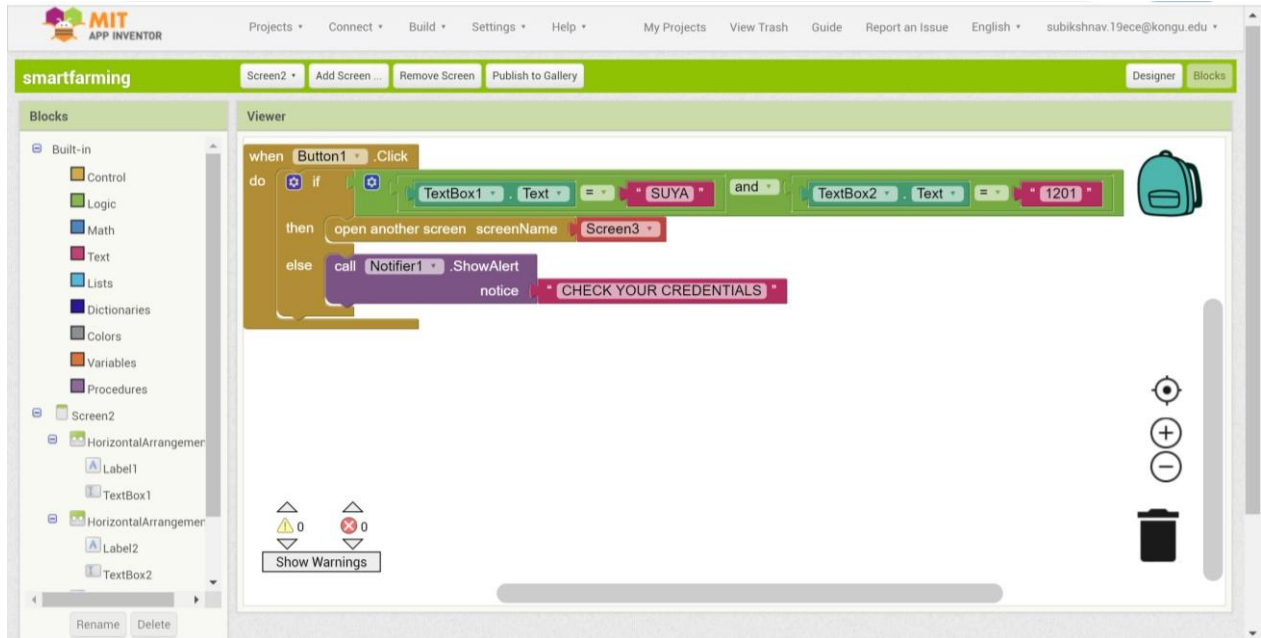 MIT
APP INVENTOR
Projects Connect Build Settings Help My Projects View Trash Guide Report an Issue English subikshnav.19ece@kongu.edu
smartfarming
Screen2 Add Screen ... Remove Screen Publish to Gallery Designer Blocks
Blocks
Viewer
Built-in
Control
Logic
Math
Text
Lists
Dictionaries
Colors
Variables
Procedures
Screen2
HorizontalArrangemen
Label1
TextBox1
HorizontalArrangemen
Label2
TextBox2
Rename Delete
when Button1 .Click
do if TextBox1 . Text = " SUYA " and TextBox2 . Text = " 1201 "
then open another screen screenName Screen3
else call Notifier1 .ShowAlert
notice " CHECK YOUR CREDENTIALS "
0 0
Show Warnings